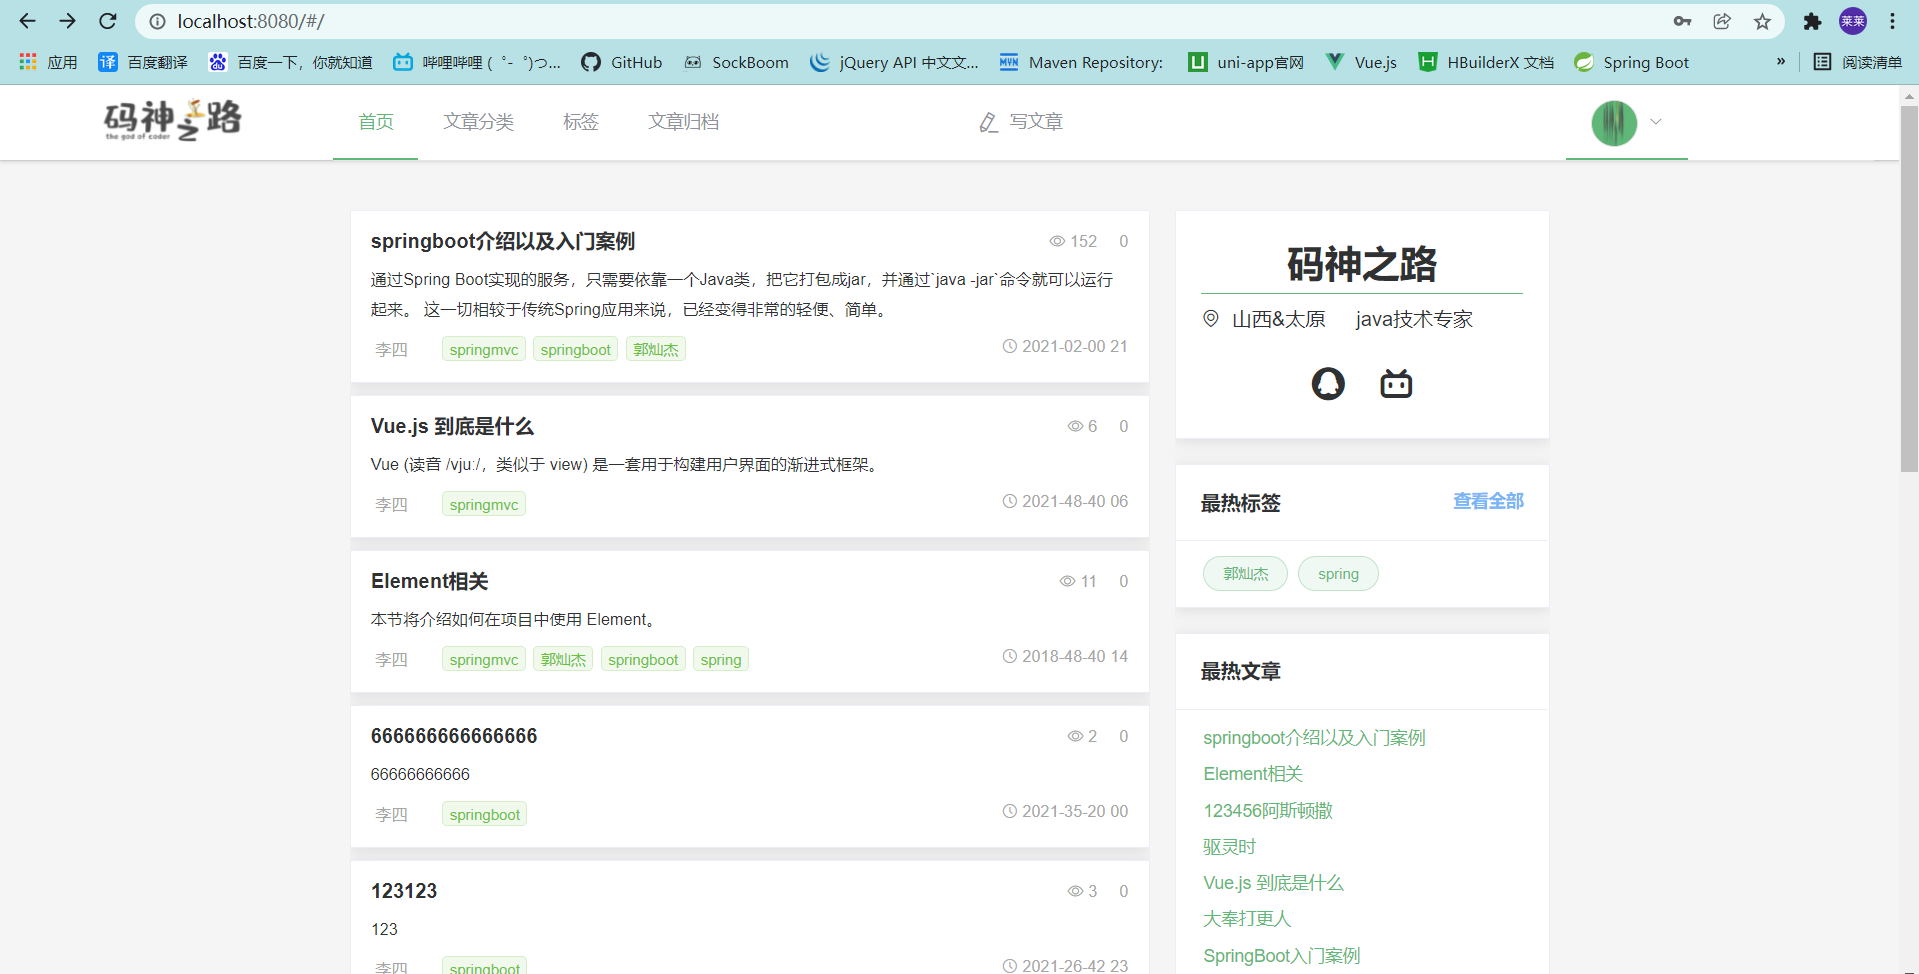 localhost:8080/#/
莱莱
应用
译 百度翻译
du 百度一下，你就知道
哔哩哔哩 (゜-゜)つ...
GitHub
SockBoom
jQuery API 中文文...
MVN Maven Repository:
uni-app官网
Vue.js
HBuilderX 文档
Spring Boot
»
阅读清单
码神之路
the god of coder
首页
文章分类
标签
文章归档
写文章
springboot介绍以及入门案例
152 0
通过Spring Boot实现的服务，只需要依靠一个Java类，把它打包成jar，并通过`java -jar`命令就可以运行
起来。 这一切相较于传统Spring应用来说，已经变得非常的轻便、简单。
李四 springmvc springboot 郭灿杰 2021-02-00 21
Vue.js 到底是什么
6 0
Vue (读音 /vjuː/，类似于 view) 是一套用于构建用户界面的渐进式框架。
李四 springmvc 2021-48-40 06
Element相关
11 0
本节将介绍如何在项目中使用 Element。
李四 springmvc 郭灿杰 springboot spring 2018-48-40 14
666666666666666
2 0
66666666666
李四 springboot 2021-35-20 00
123123
3 0
123
李四 springboot 2021-26-42 23
码神之路
山西&太原 java技术专家
最热标签 查看全部
郭灿杰 spring
最热文章
springboot介绍以及入门案例
Element相关
123456阿斯顿撒
驱灵时
Vue.js 到底是什么
大奉打更人
SpringBoot入门案例